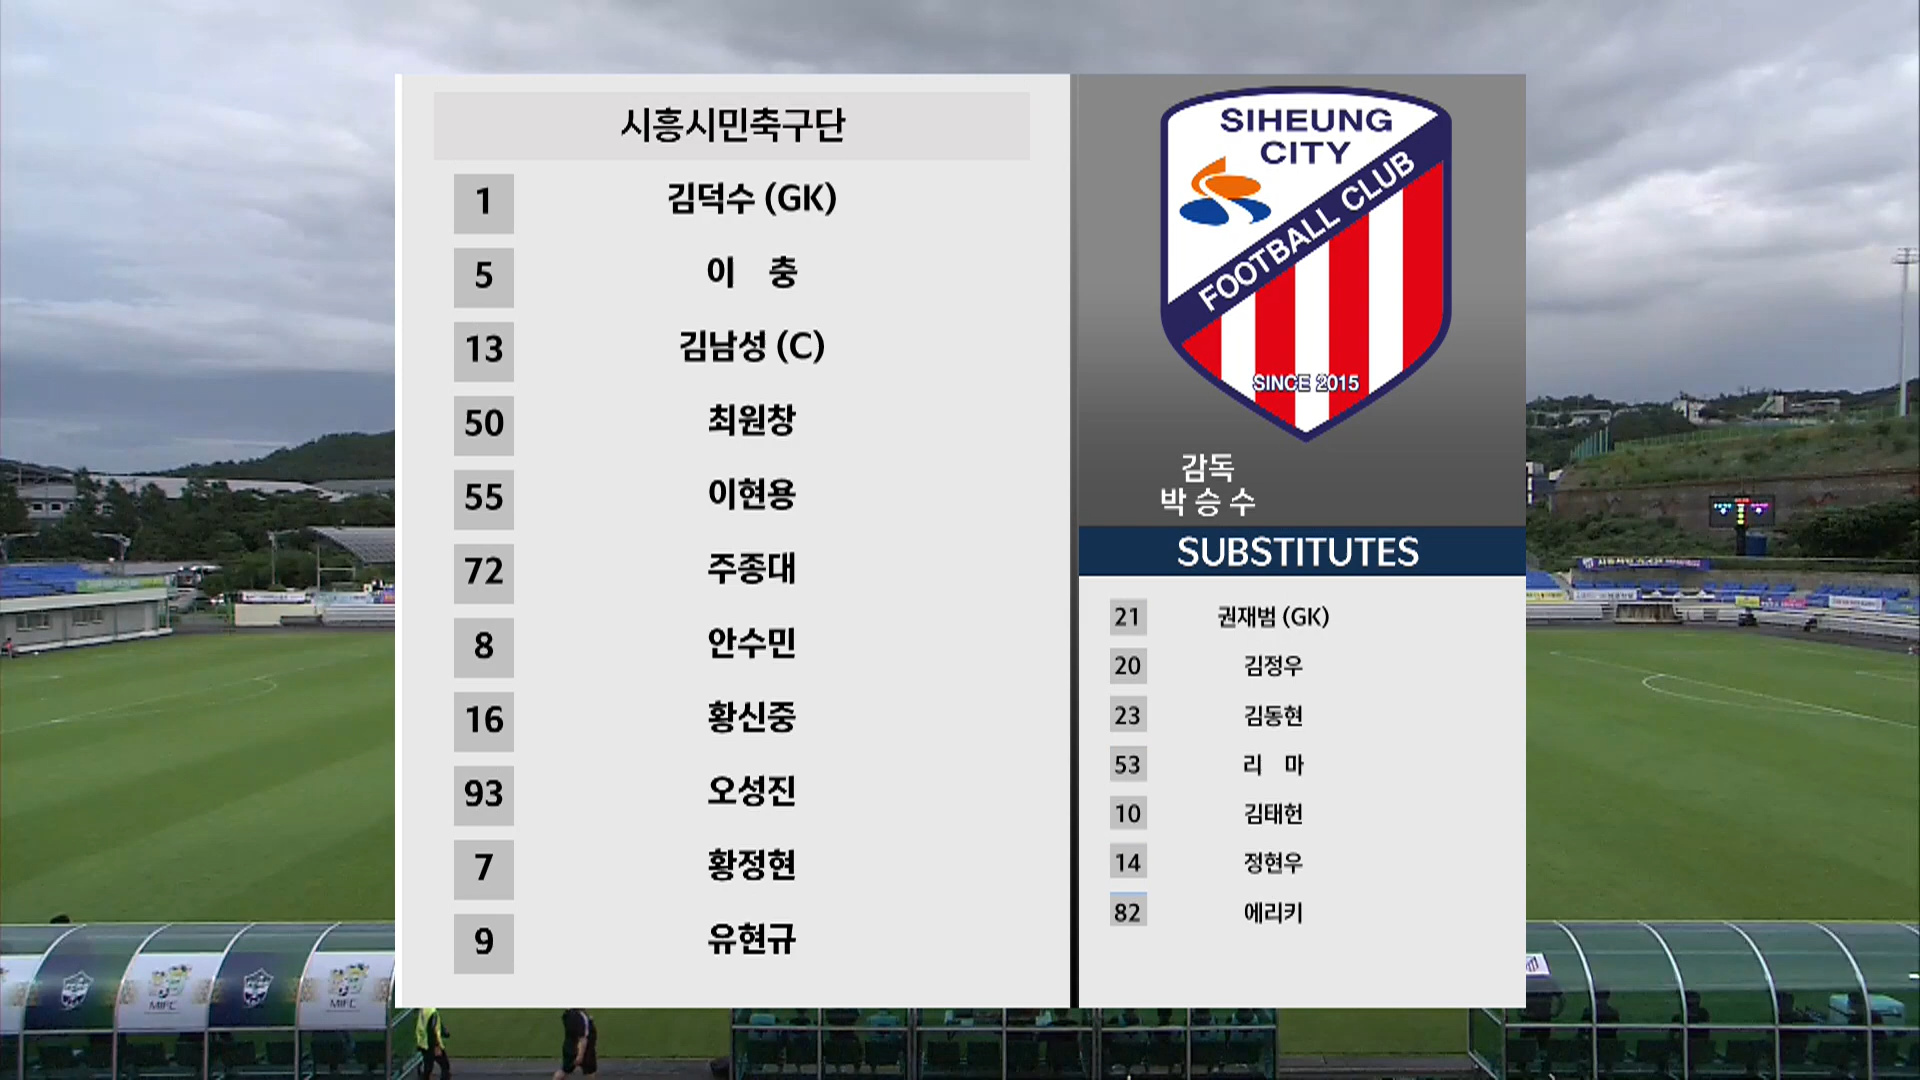 시흥시민축구단
1 김덕수 (GK)
5 이 충
13 김남성 (C)
50 최원창
55 이현용
72 주종대
8 안수민
16 황신중
93 오성진
7 황정현
9 유현규
SIHEUNG
CITY
FOOTBALL CLUB
SINCE 2015
감독
박 승 수
SUBSTITUTES
21 권재범 (GK)
20 김정우
23 김동현
53 리 마
10 김태헌
14 정현우
82 에리키
MIFC
MIFC